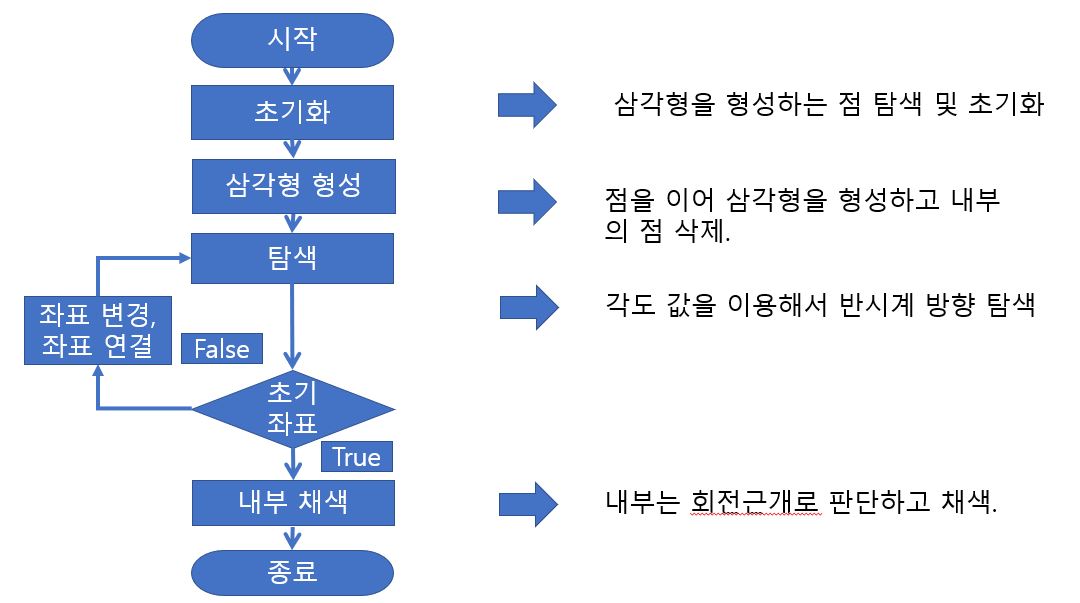 시작
초기화
삼각형을 형성하는 점 탐색 및 초기화
삼각형 형성
점을 이어 삼각형을 형성하고 내부
의 점 삭제.
탐색
각도 값을 이용해서 반시계 방향 탐색
좌표 변경,
좌표 연결
False
초기
좌표
True
내부 채색
내부는 회전근개로 판단하고 채색.
종료